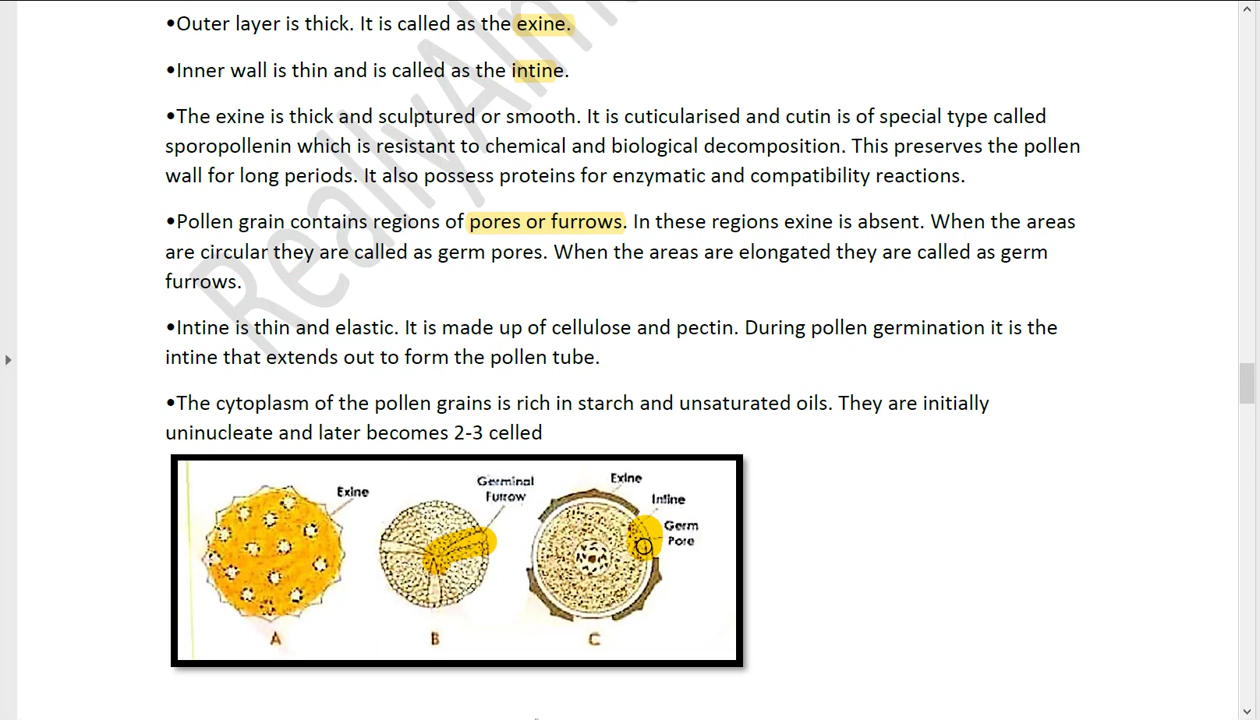 •Outer layer is thick. It is called as the exine.
•Inner wall is thin and is called as the intine.
•The exine is thick and sculptured or smooth. It is cuticularised and cutin is of special type called
sporopollenin which is resistant to chemical and biological decomposition. This preserves the pollen
wall for long periods. It also possess proteins for enzymatic and compatibility reactions.
•Pollen grain contains regions of pores or furrows. In these regions exine is absent. When the areas
are circular they are called as germ pores. When the areas are elongated they are called as germ
furrows.
•Intine is thin and elastic. It is made up of cellulose and pectin. During pollen germination it is the
intine that extends out to form the pollen tube.
•The cytoplasm of the pollen grains is rich in starch and unsaturated oils. They are initially
uninucleate and later becomes 2-3 celled
Exine
Germinal
Furrow
Exine
Intine
Germ
Pore
A
B
C